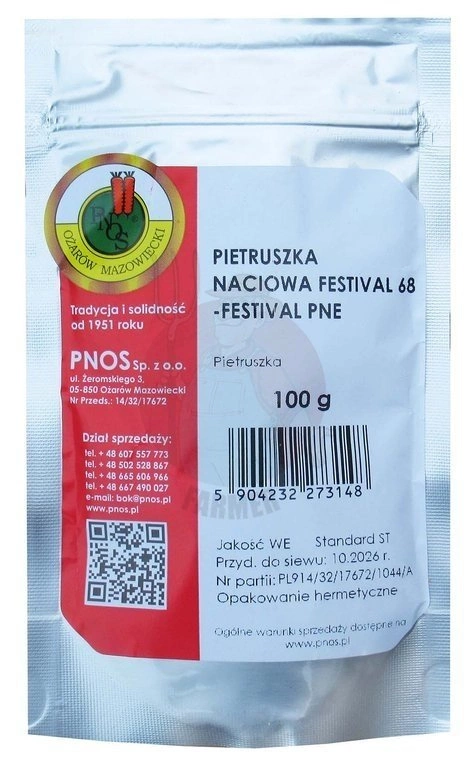 PNOS
OŻARÓW MAZOWIECKI
Tradycja i solidność
od 1951 roku
PNOS Sp. z o.o.
ul. Żeromskiego 3,
05-850 Ożarów Mazowiecki
Nr Przeds.: 14/32/17672
Dział sprzedaży:
tel. + 48 607 557 773
tel. + 48 502 528 867
tel. + 48 665 606 966
tel. + 48 667 490 027
e-mail: bok@pnos.pl
www.pnos.pl
PIETRUSZKA
NACIOWA FESTIVAL 68
-FESTIVAL PNE
Pietruszka
100 g
5 904232 273148
FARMER
Jakość WE Standard ST
Przyd. do siewu: 10.2026 r.
Nr partii: PL914/32/17672/1044/A
Opakowanie hermetyczne
Ogólne warunki sprzedaży dostępne na
www.pnos.pl